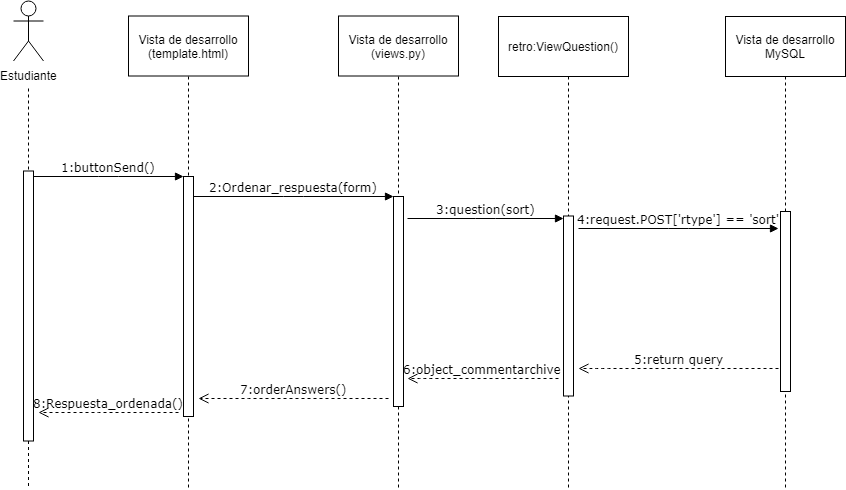 Estudiante
Vista de desarrollo
(template.html)
Vista de desarrollo
(views.py)
retro:ViewQuestion()
Vista de desarrollo
MySQL
1:buttonSend()
2:Ordenar_respuesta(form)
3:question(sort)
4:request.POST['rtype'] == 'sort'
5:return query
6:object_commentarchive
7:orderAnswers()
8:Respuesta_ordenada()